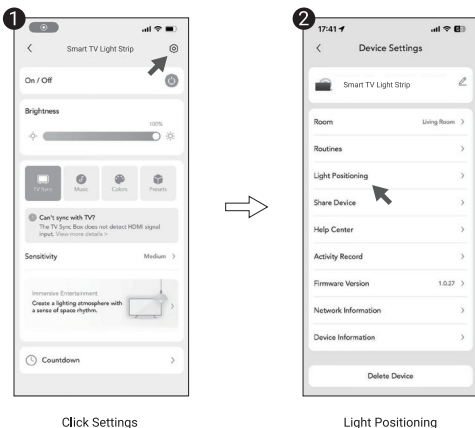 1
Smart TV Light Strip
On / Off
Brightness
100%
TV Sync
Music
Colors
Presets
Can't sync with TV?
The TV Sync Box does not detect HDMI signal
input. View more details >
Sensitivity
Medium >
Immersive Entertainment
Create a lighting atmosphere with
a sense of space rhythm.
Countdown
Click Settings
2
17:41
Device Settings
Smart TV Light Strip
Room
Living Room >
Routines
Light Positioning
Share Device
Help Center
Activity Record
Firmware Version
1.0.27 >
Network Information
Device Information
Delete Device
Light Positioning